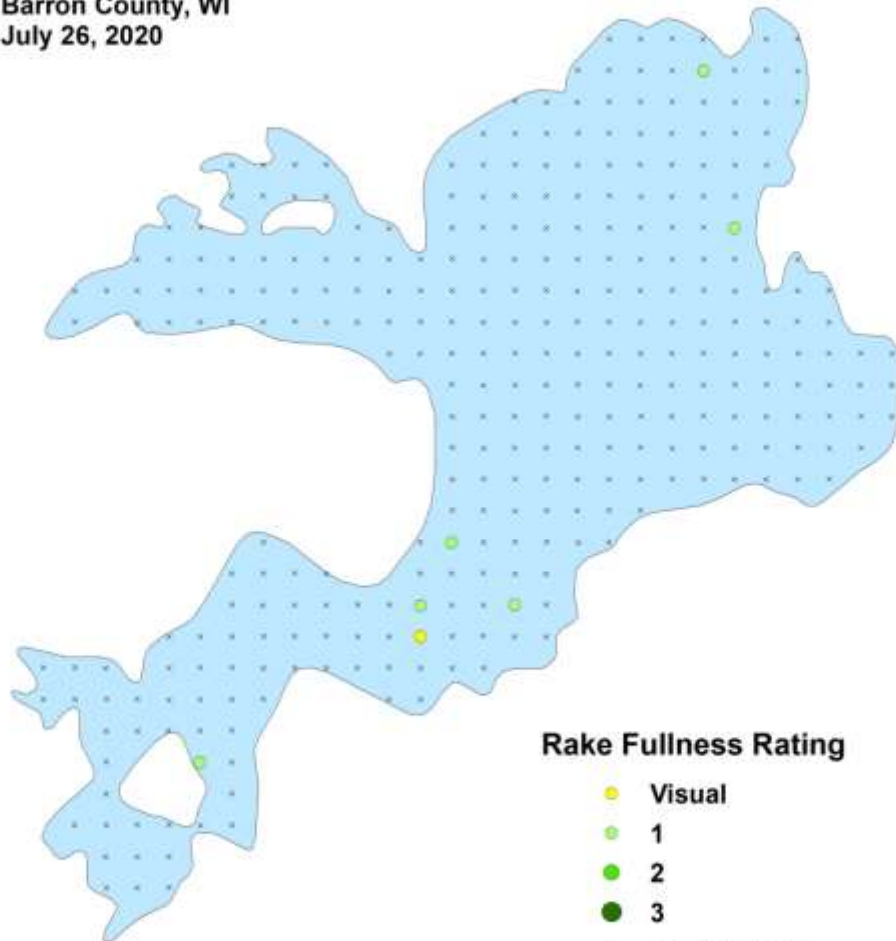 Barron County, WI
July 26, 2020
Rake Fullness Rating
Visual
1
2
3